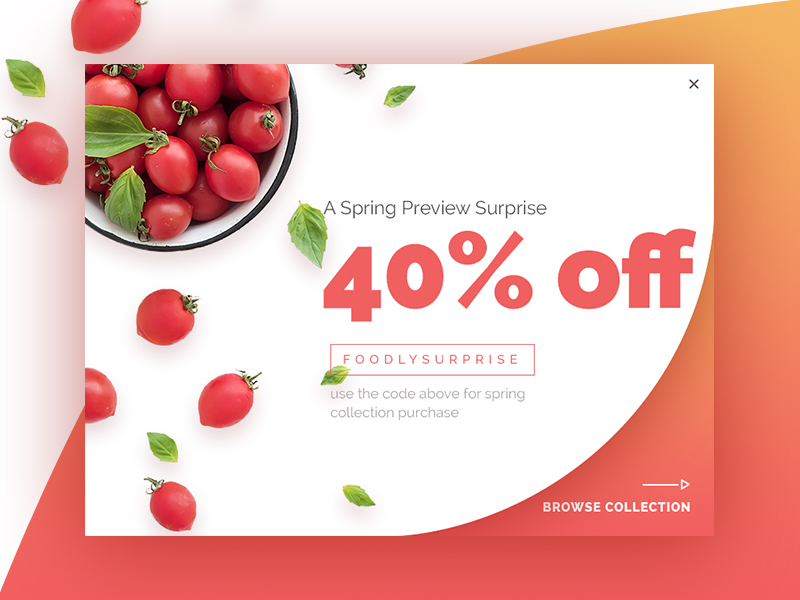 A Spring Preview Surprise
40% off
FOODLYSURPRISE
use the code above for spring
collection purchase
BROWSE COLLECTION